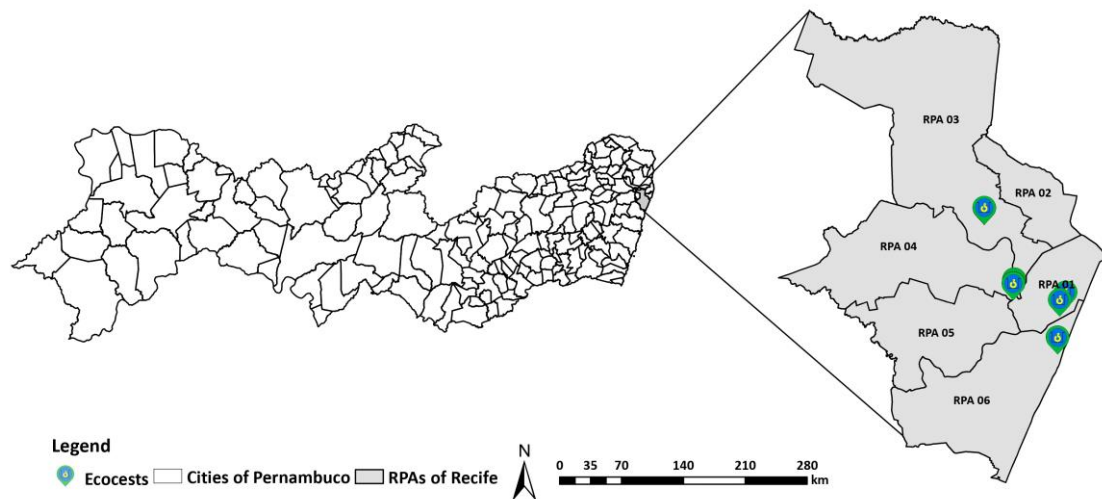 RPA 03
RPA 02
RPA 04
RPA 01
RPA 05
RPA 06
Legend
Ecocests Cities of Pernambuco RPAs of Recife
N
0 35 70 140 210 280
km